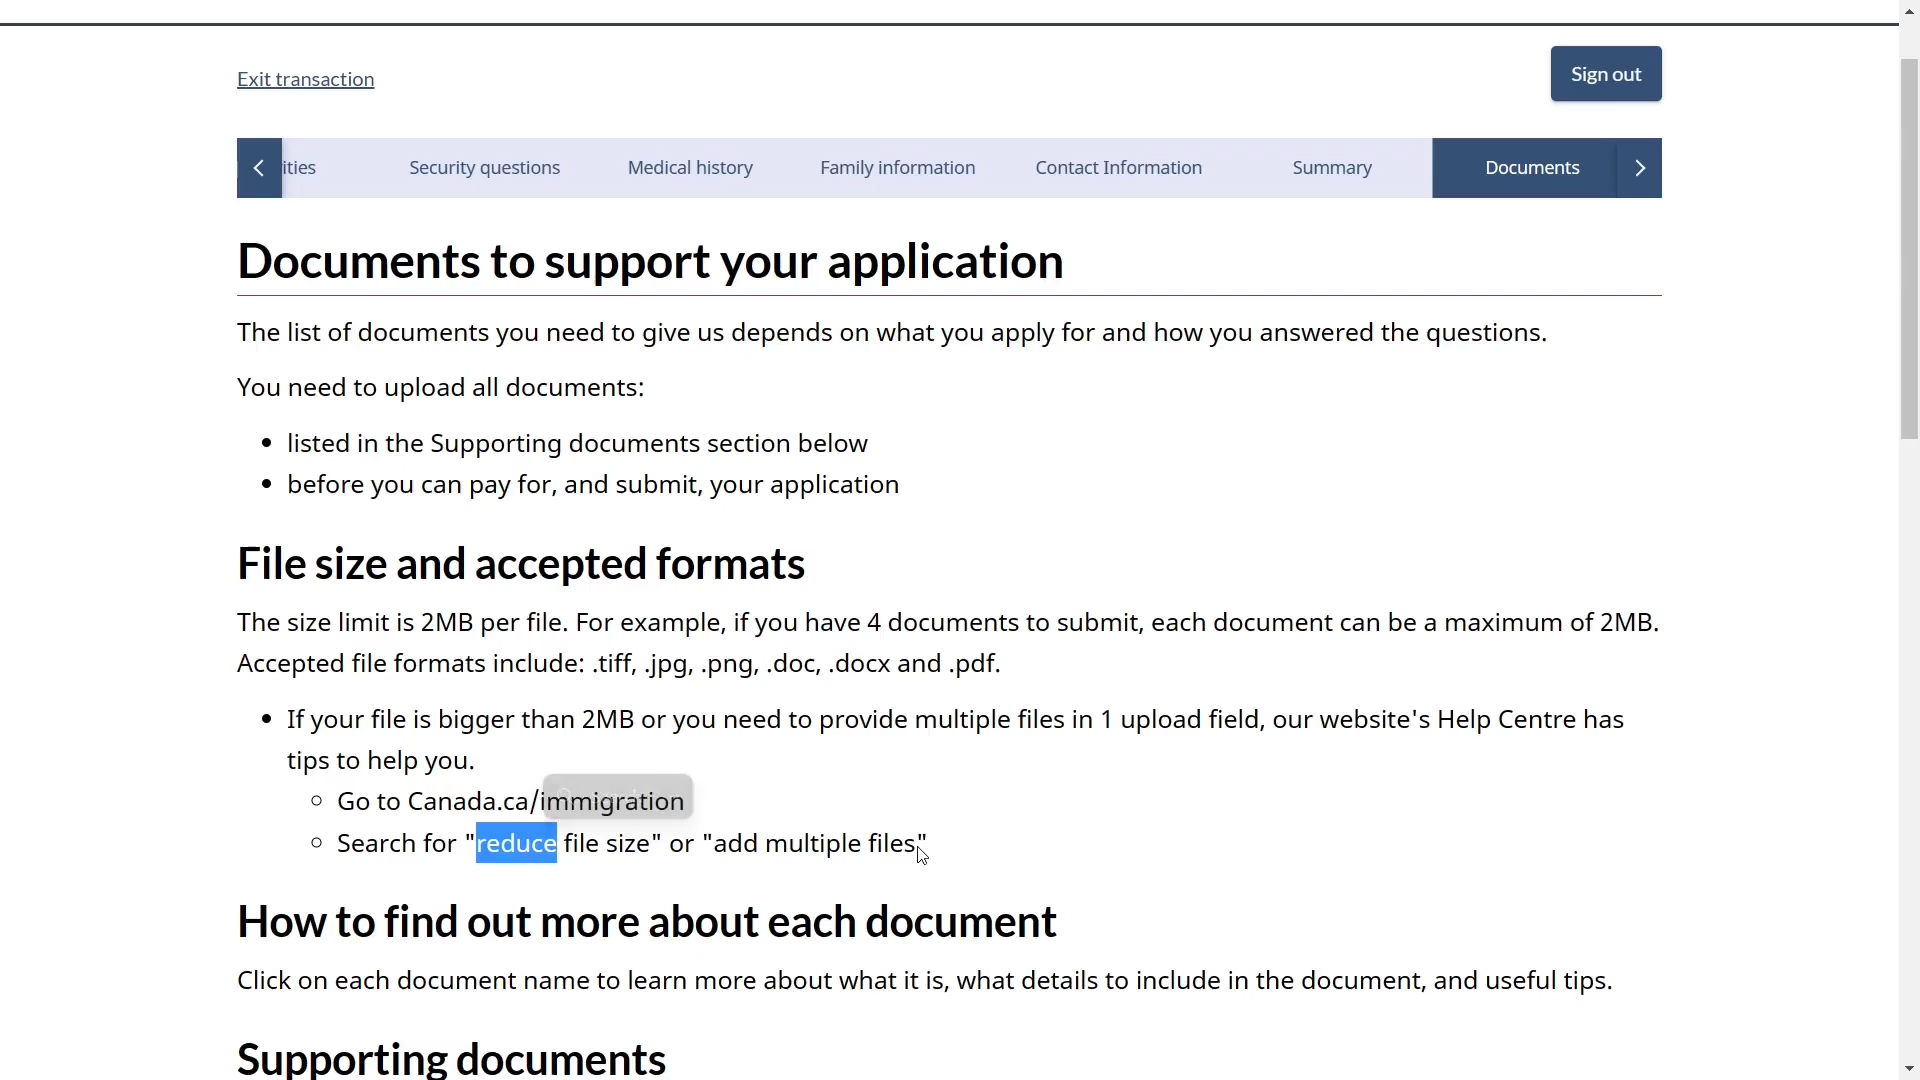 Exit transaction
Sign out
ities Security questions Medical history Family information Contact Information Summary Documents
Documents to support your application
The list of documents you need to give us depends on what you apply for and how you answered the questions.
You need to upload all documents:
listed in the Supporting documents section below
before you can pay for, and submit, your application
File size and accepted formats
The size limit is 2MB per file. For example, if you have 4 documents to submit, each document can be a maximum of 2MB.
Accepted file formats include: .tiff, .jpg, .png, .doc, .docx and .pdf.
If your file is bigger than 2MB or you need to provide multiple files in 1 upload field, our website's Help Centre has
tips to help you.
Go to Canada.ca/immigration
Search for "reduce file size" or "add multiple files"
How to find out more about each document
Click on each document name to learn more about what it is, what details to include in the document, and useful tips.
Supporting documents